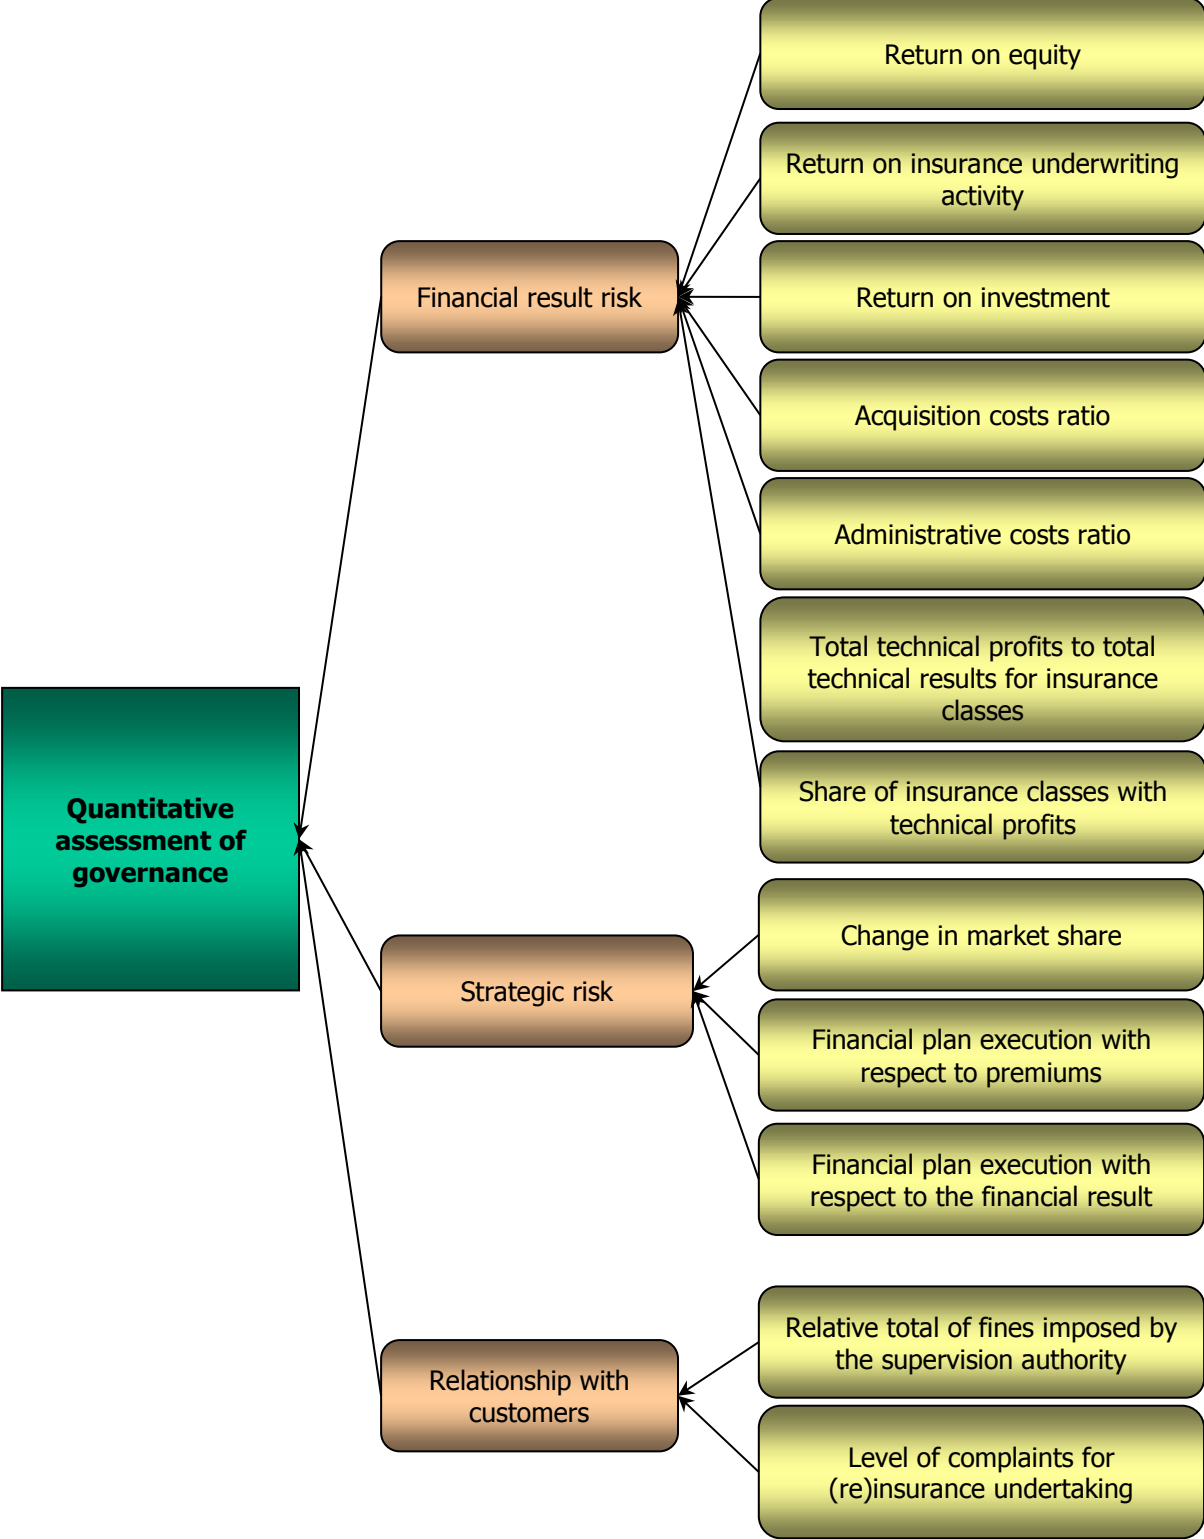 Return on equity
Return on insurance underwriting
activity
Financial result risk
Return on investment
Acquisition costs ratio
Administrative costs ratio
Total technical profits to total
technical results for insurance
classes
Share of insurance classes with
technical profits
Quantitative
assessment of
governance
Change in market share
Strategic risk
Financial plan execution with
respect to premiums
Financial plan execution with
respect to the financial result
Relative total of fines imposed by
the supervision authority
Relationship with
customers
Level of complaints for
(re)insurance undertaking